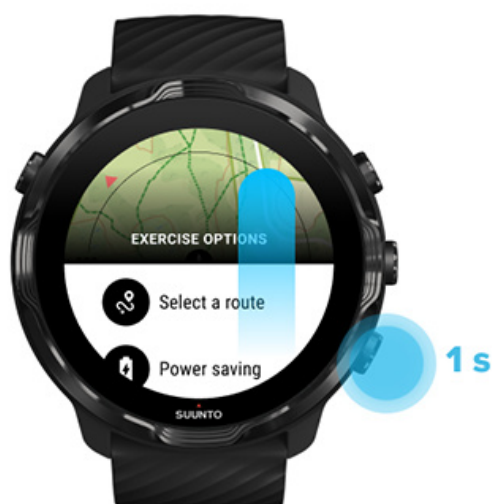 EXERCISE OPTIONS
Select a route
Power saving
SUUNTO
1 s